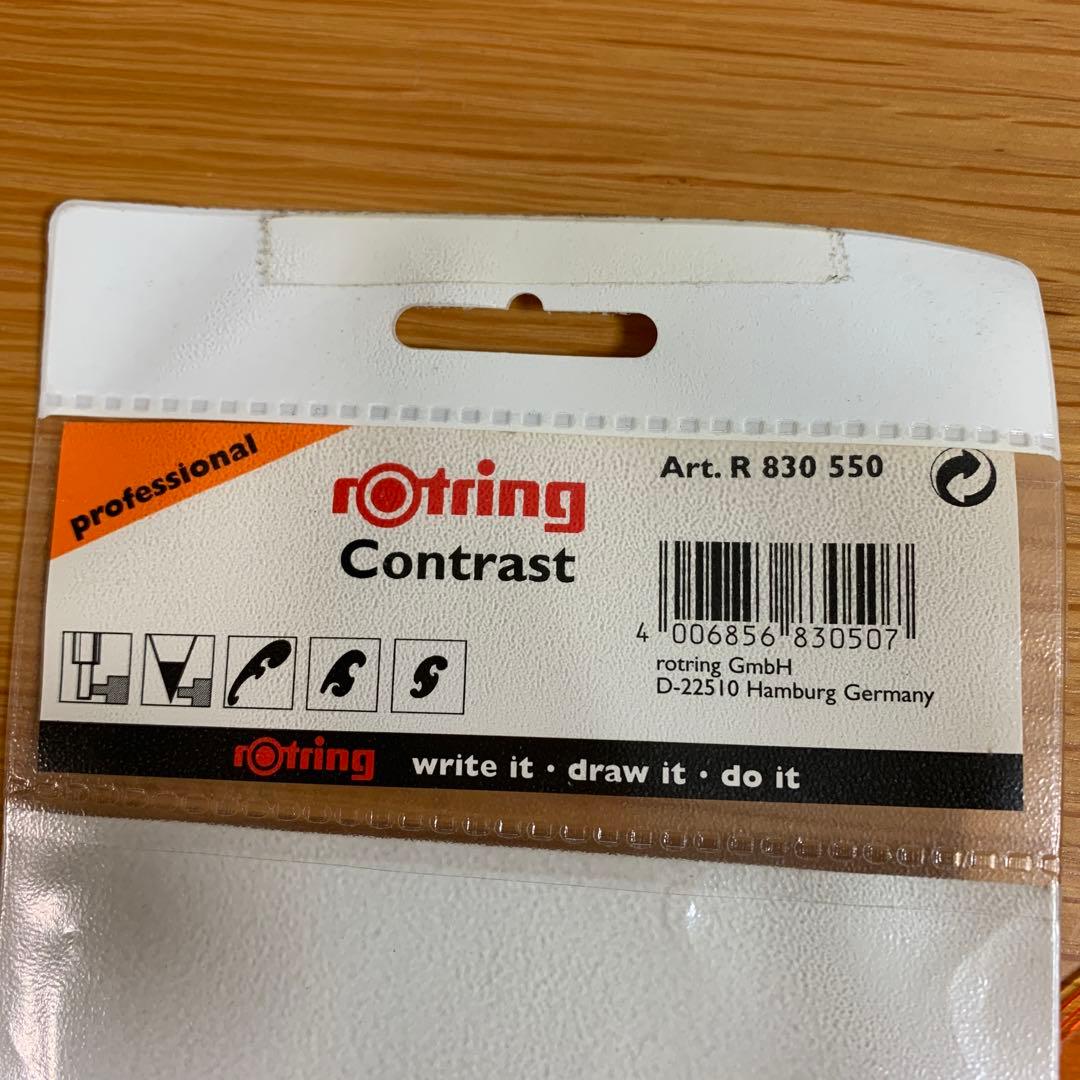 professional
rotring
Contrast
Art. R 830 550
4 006856 830507
rotring GmbH
D-22510 Hamburg Germany
rotring write it • draw it • do it